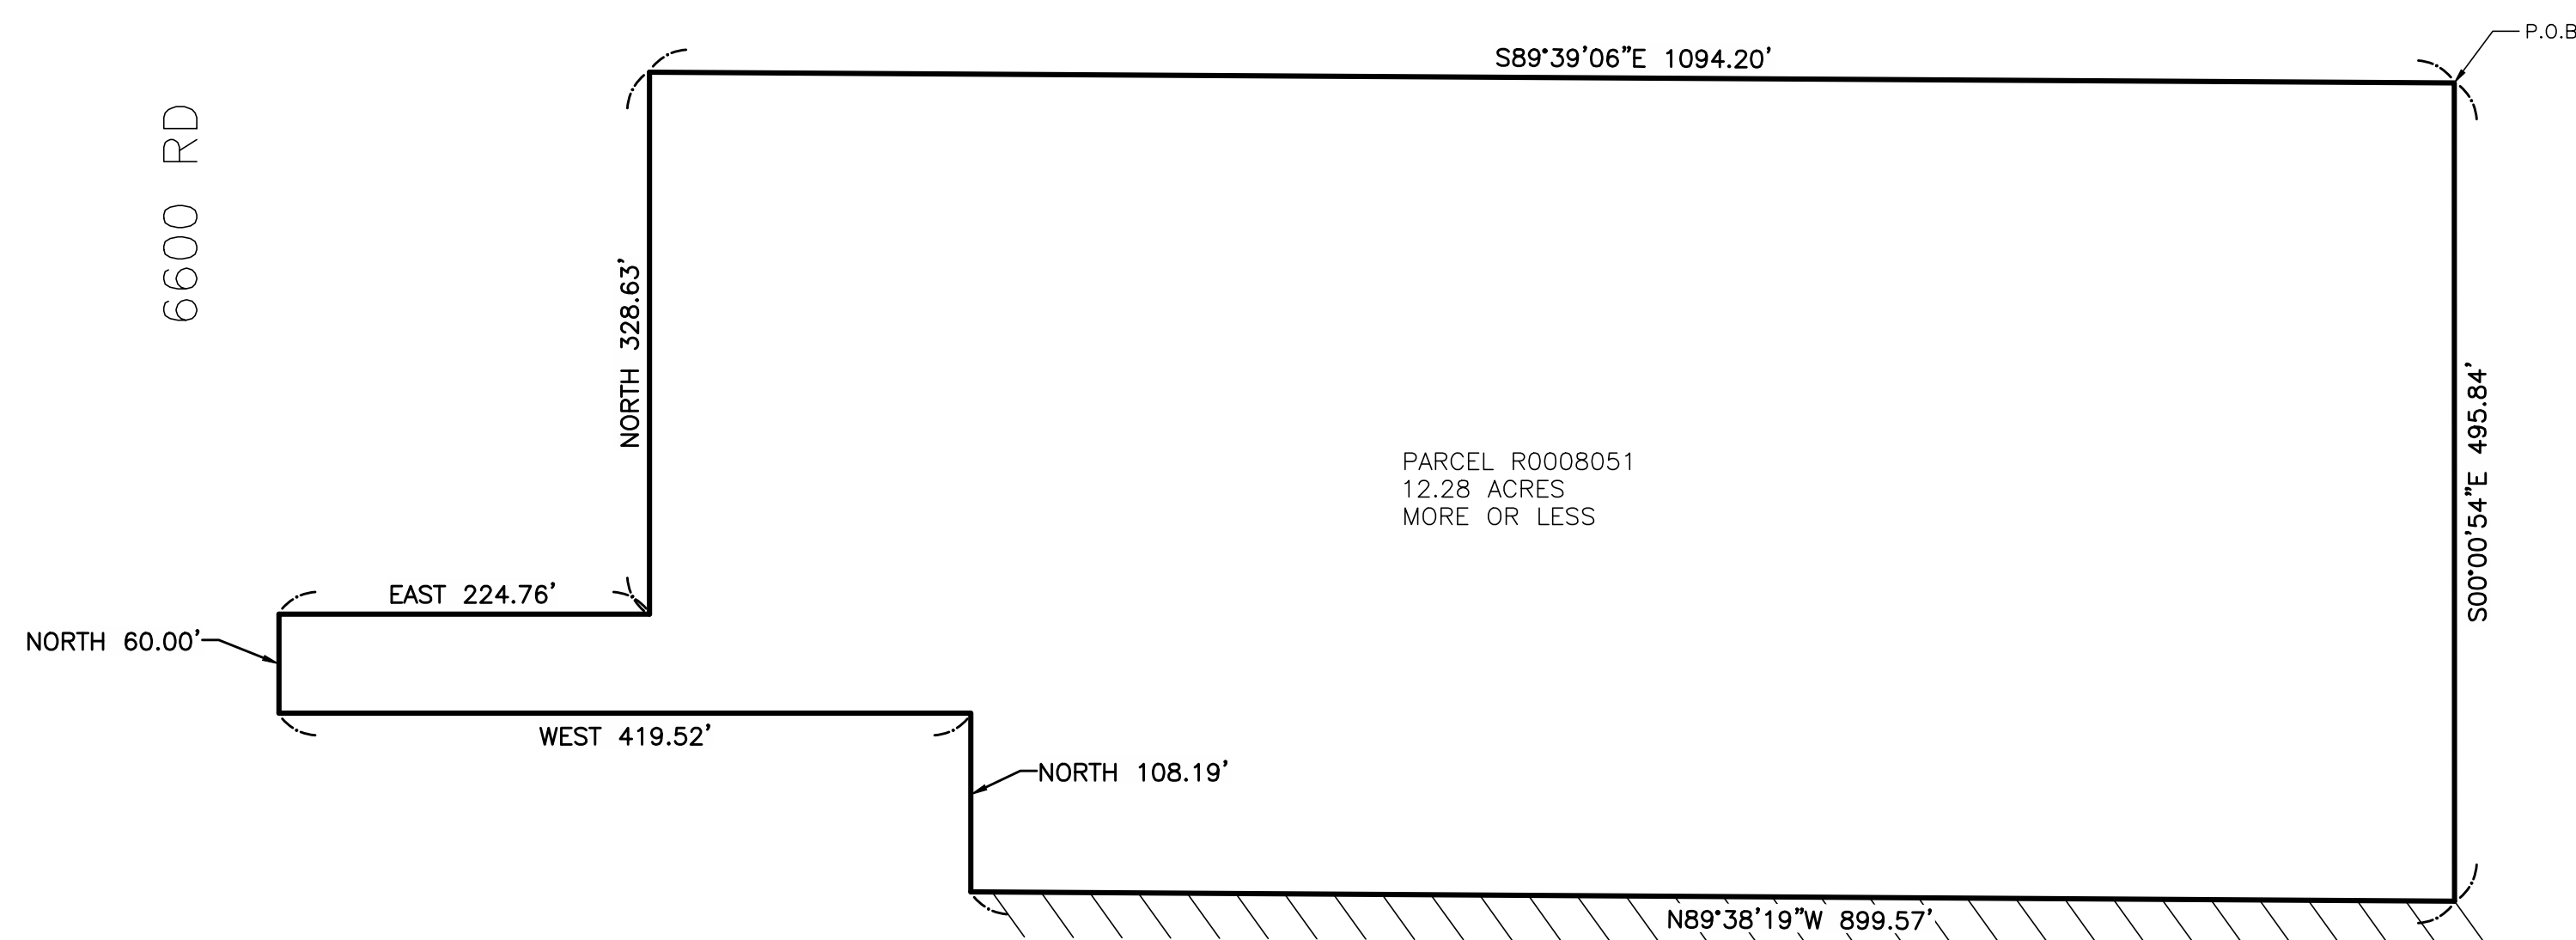 P.O.B
S89°39'06"E 1094.20'
6600 RD
NORTH 328.63'
S00°00'54"E 495.84'
PARCEL R0008051
12.28 ACRES
MORE OR LESS
EAST 224.76'
NORTH 60.00'
WEST 419.52'
NORTH 108.19'
N89°38'19"W 899.57'